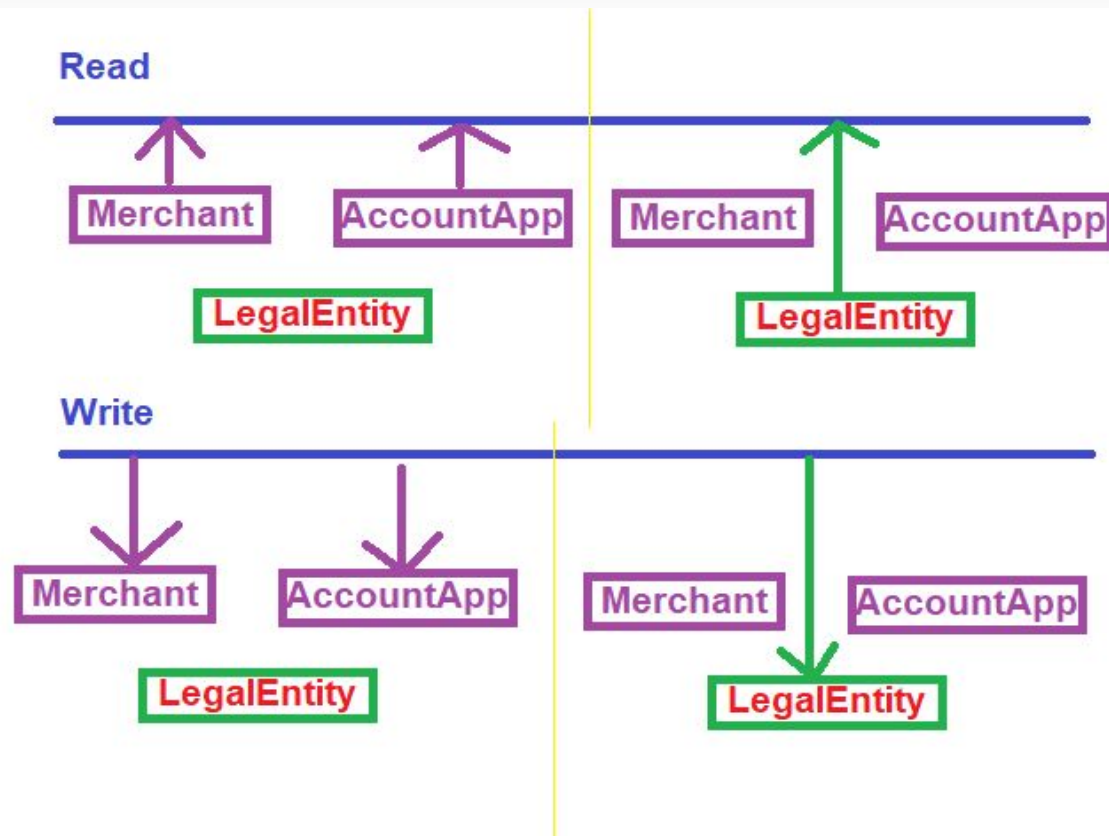 Read
Merchant
AccountApp
Merchant
AccountApp
LegalEntity
LegalEntity
Write
Merchant
AccountApp
Merchant
AccountApp
LegalEntity
LegalEntity